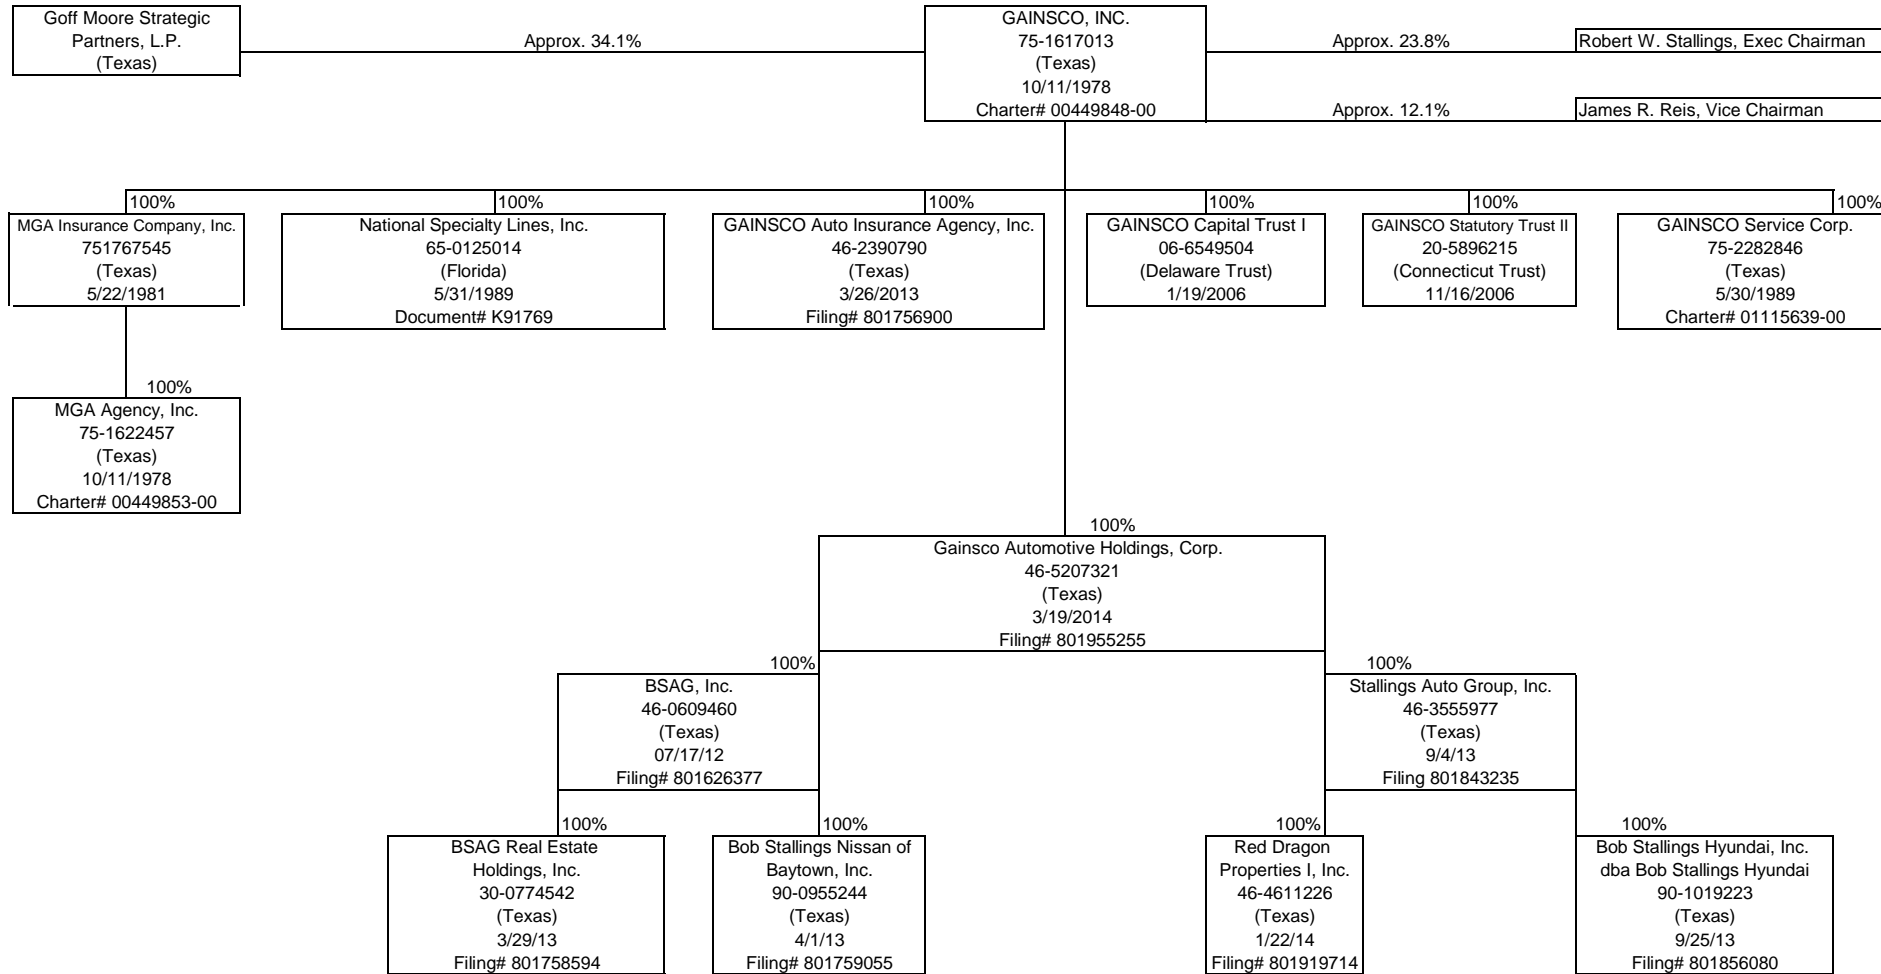 Goff Moore Strategic
Partners, L.P.
(Texas)
Approx. 34.1%
GAINSCO, INC.
75-1617013
(Texas)
10/11/1978
Charter# 00449848-00
Approx. 23.8%
Robert W. Stallings, Exec Chairman
Approx. 12.1%
James R. Reis, Vice Chairman
100%
MGA Insurance Company, Inc.
751767545
(Texas)
5/22/1981
100%
National Specialty Lines, Inc.
65-0125014
(Florida)
5/31/1989
Document# K91769
100%
GAINSCO Auto Insurance Agency, Inc.
46-2390790
(Texas)
3/26/2013
Filing# 801756900
100%
GAINSCO Capital Trust I
06-6549504
(Delaware Trust)
1/19/2006
100%
GAINSCO Statutory Trust II
20-5896215
(Connecticut Trust)
11/16/2006
100%
GAINSCO Service Corp.
75-2282846
(Texas)
5/30/1989
Charter# 01115639-00
100%
MGA Agency, Inc.
75-1622457
(Texas)
10/11/1978
Charter# 00449853-00
100%
Gainsco Automotive Holdings, Corp.
46-5207321
(Texas)
3/19/2014
Filing# 801955255
100%
BSAG, Inc.
46-0609460
(Texas)
07/17/12
Filing# 801626377
100%
Stallings Auto Group, Inc.
46-3555977
(Texas)
9/4/13
Filing 801843235
100%
BSAG Real Estate
Holdings, Inc.
30-0774542
(Texas)
3/29/13
Filing# 801758594
100%
Bob Stallings Nissan of
Baytown, Inc.
90-0955244
(Texas)
4/1/13
Filing# 801759055
100%
Red Dragon
Properties I, Inc.
46-4611226
(Texas)
1/22/14
Filing# 801919714
100%
Bob Stallings Hyundai, Inc.
dba Bob Stallings Hyundai
90-1019223
(Texas)
9/25/13
Filing# 801856080